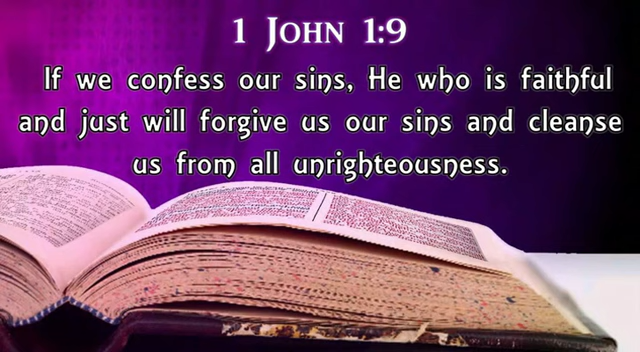 1 John 1:9
If we confess our sins, He who is faithful
and just will forgive us our sins and cleanse
us from all unrighteousness.